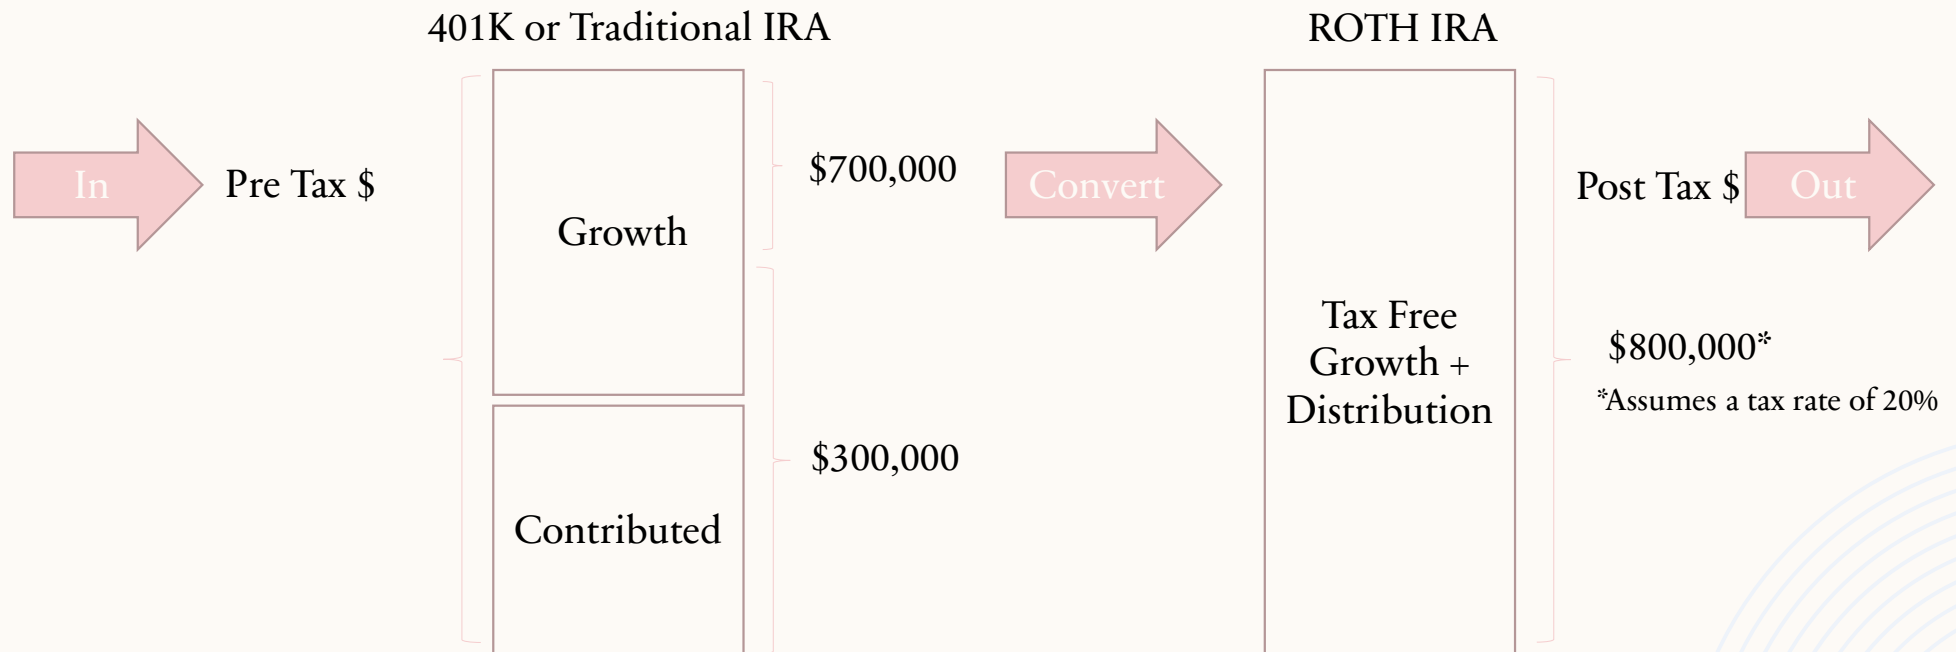 401K or Traditional IRA
ROTH IRA
In
Pre Tax $
Growth
$700,000
Convert
Post Tax $
Out
Tax Free
Growth +
Distribution
$800,000*
*Assumes a tax rate of 20%
$300,000
Contributed